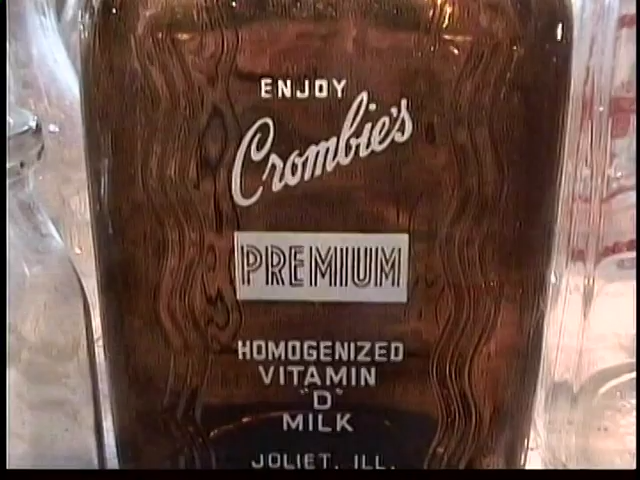 ENJOY
Crombie's
PREMIUM
HOMOGENIZED
VITAMIN
"D"
MILK
JOLIET, ILL.